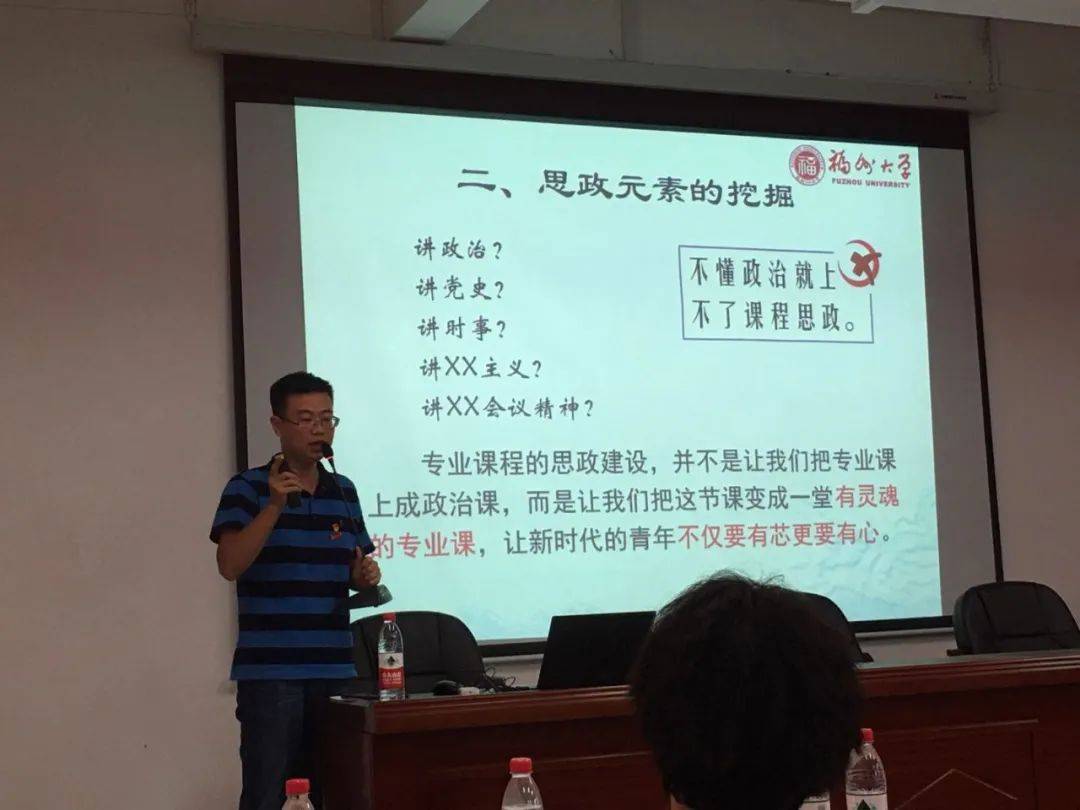 福州大学
FUZHOU UNIVERSITY
二、思政元素的挖掘
讲政治？
讲党史？
讲时事？
讲XX主义？
讲XX会议精神？
不懂政治就上
不了课程思政。
专业课程的思政建设，并不是让我们把专业课
上成政治课，而是让我们把这节课变成一堂有灵魂
的专业课，让新时代的青年不仅要有芯更要有心。